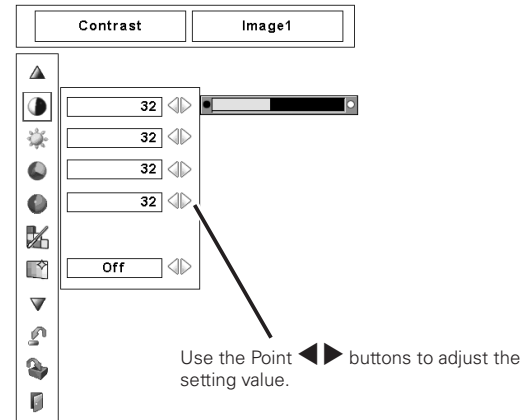 Contrast Image1
32
32
32
32
Off
Use the Point ◀▶ buttons to adjust the
setting value.